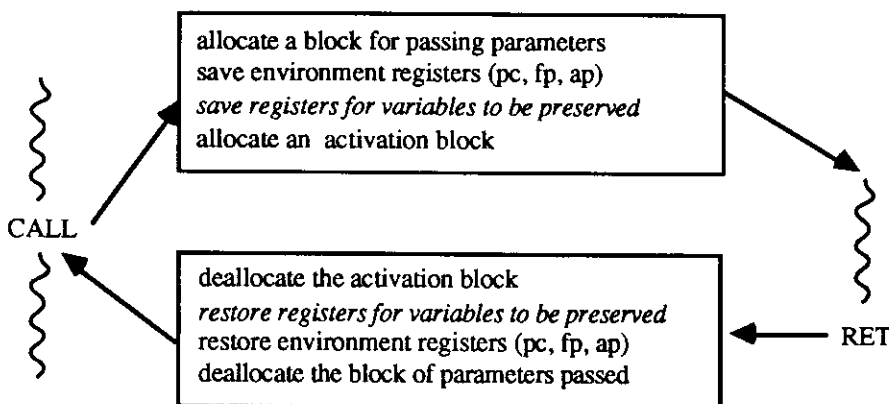 allocate a block for passing parameters
save environment registers (pc, fp, ap)
save registers for variables to be preserved
allocate an activation block
CALL
deallocate the activation block
restore registers for variables to be preserved
restore environment registers (pc, fp, ap)
deallocate the block of parameters passed
RET